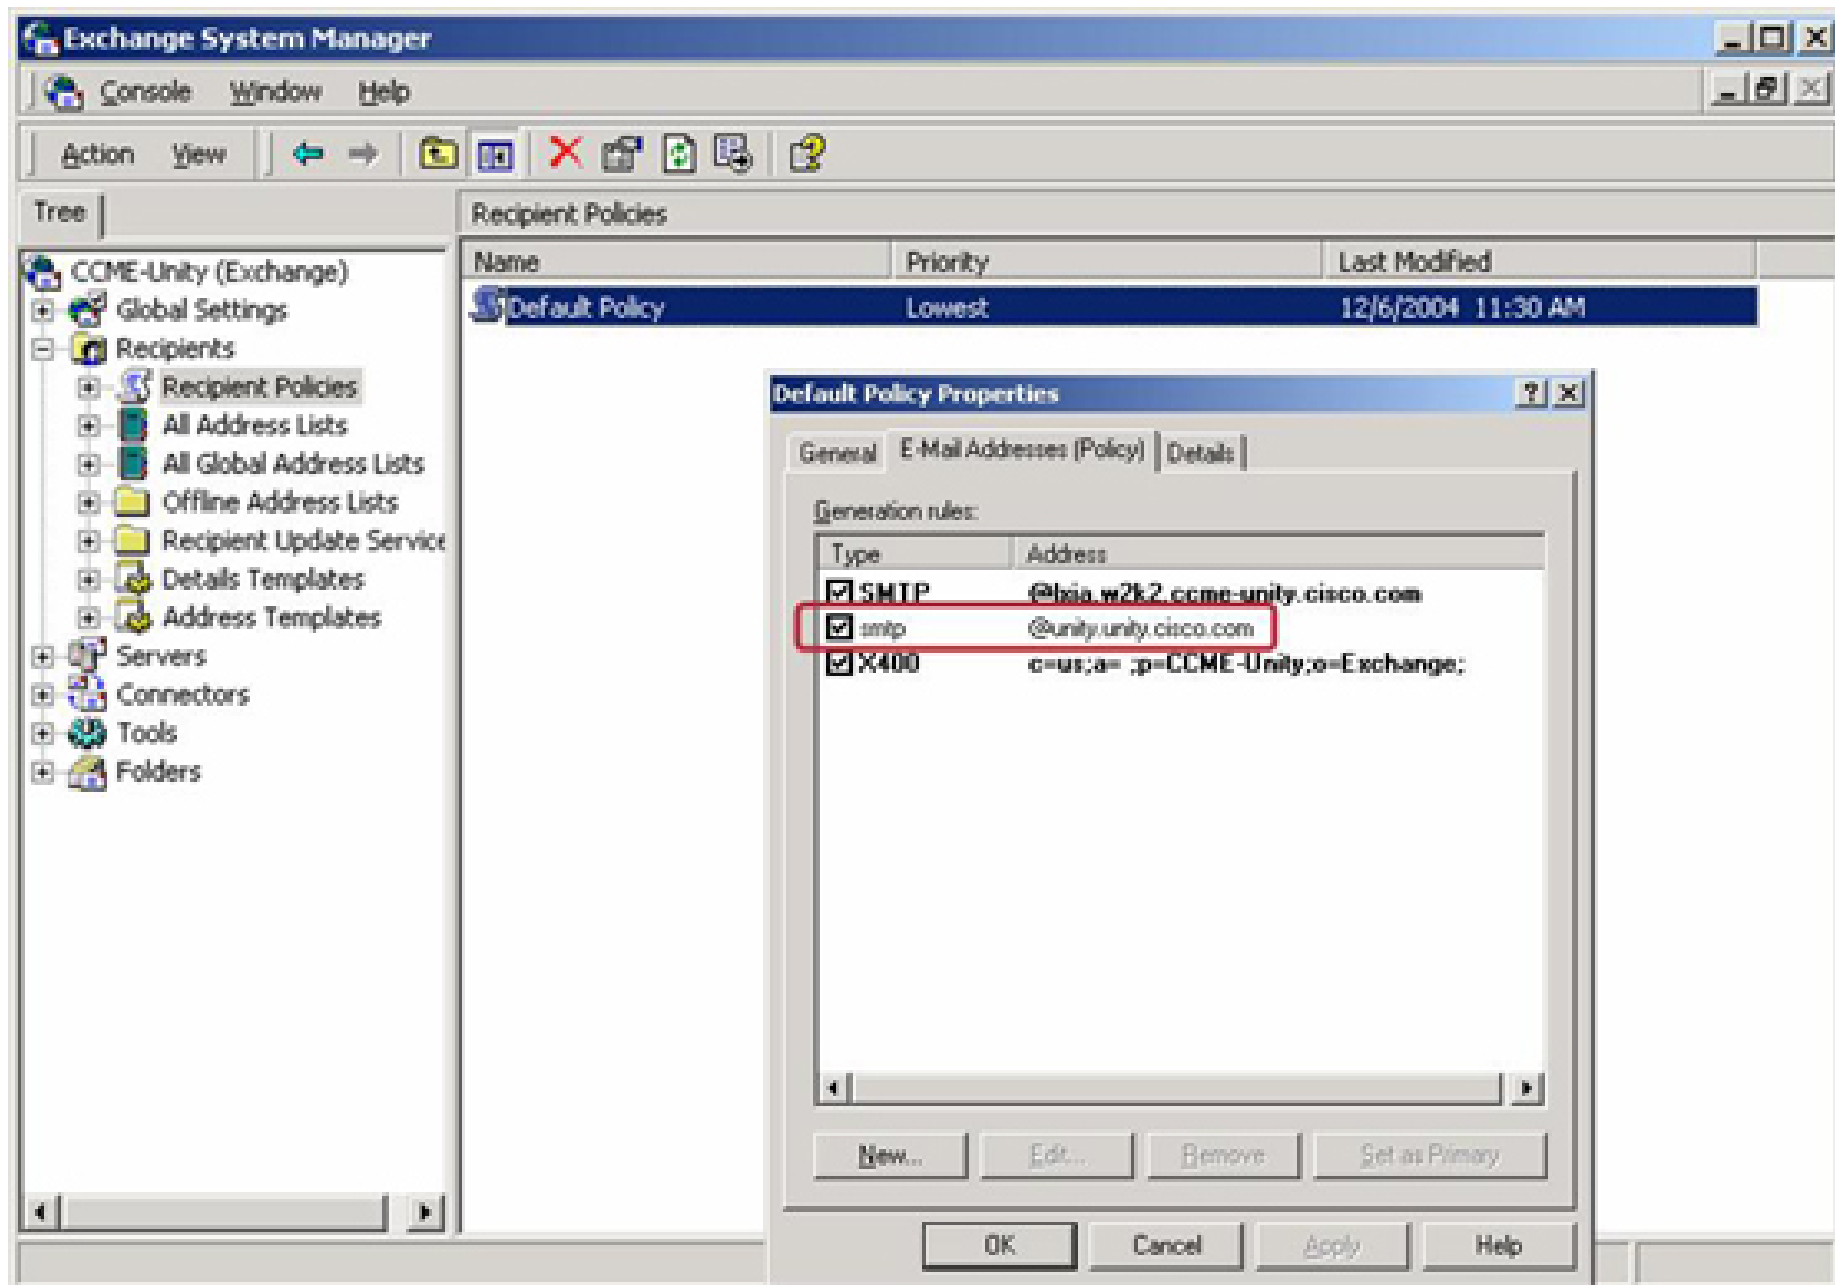 Exchange System Manager
Console Window Help
Action View
Tree
Recipient Policies
CCME-Unity (Exchange)
Global Settings
Recipients
Recipient Policies
All Address Lists
All Global Address Lists
Offline Address Lists
Recipient Update Service
Details Templates
Address Templates
Servers
Connectors
Tools
Folders
Name Priority Last Modified
Default Policy Lowest 12/6/2004 11:30 AM
Default Policy Properties
General E-Mail Addresses (Policy) Details
Generation rules:
Type Address
SMTP @lxia.w2k2.ccme-unity.cisco.com
smtp @unity.unity.cisco.com
X400 c=us;a= ;p=CCME-Unity;o=Exchange;
New... Edit... Remove Set as Primary
OK Cancel Apply Help